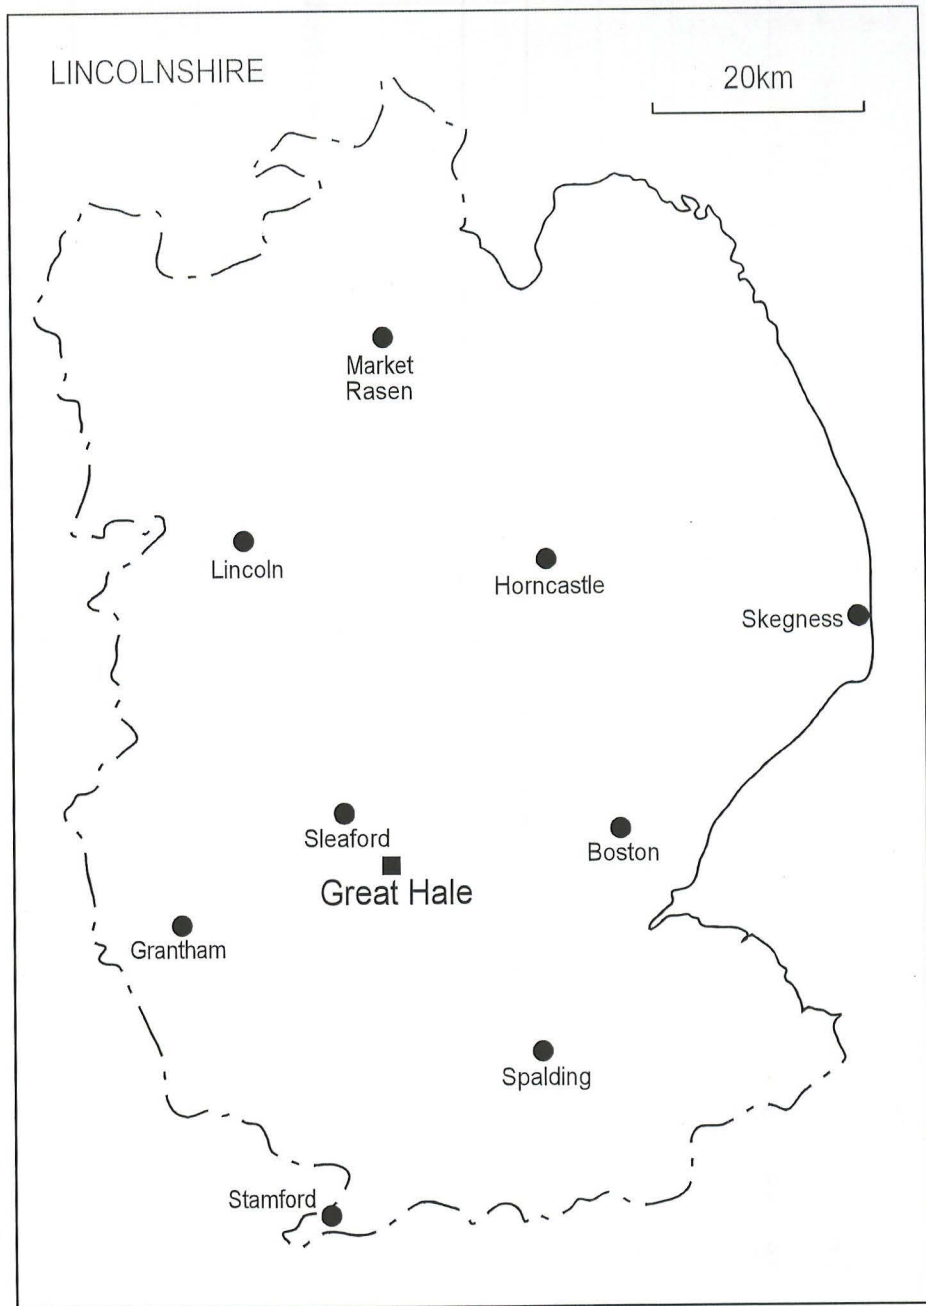 LINCOLNSHIRE
20km
Market
Rasen
Lincoln
Horncastle
Skegness
Sleaford
Boston
Great Hale
Grantham
Spalding
Stamford